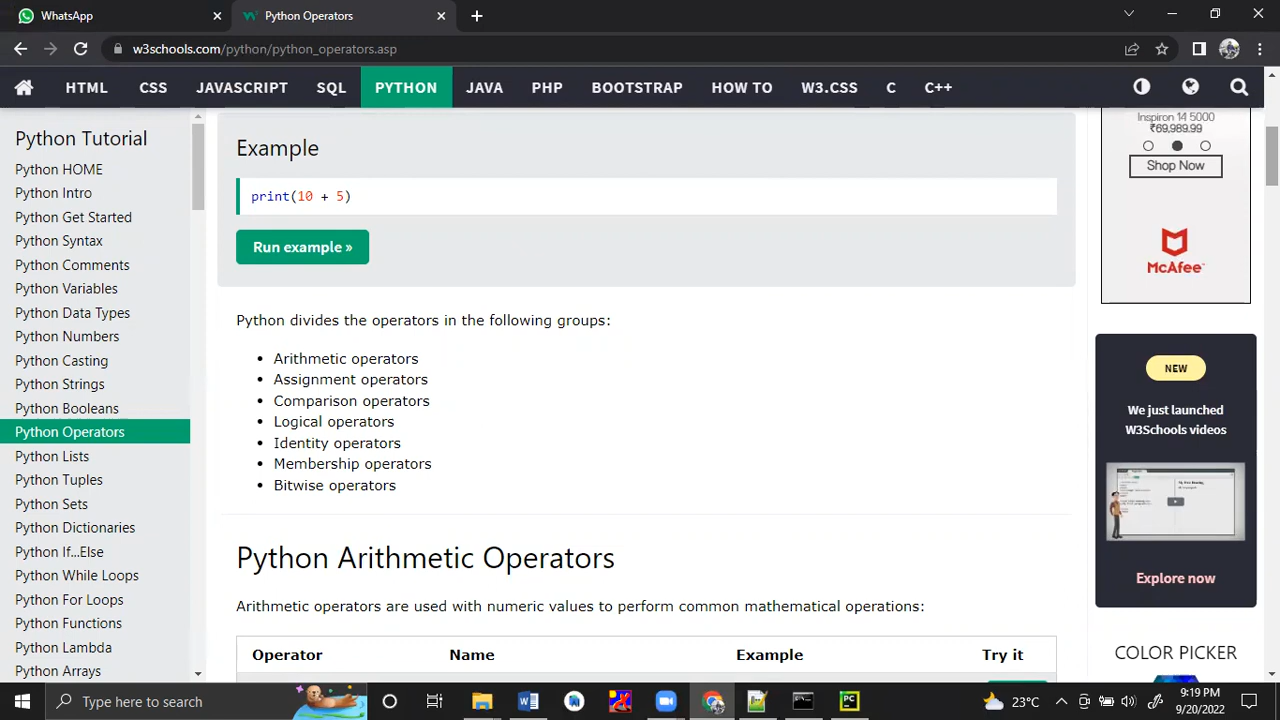 WhatsApp
Python Operators
w3schools.com/python/python_operators.asp
HTML CSS JAVASCRIPT SQL PYTHON JAVA PHP BOOTSTRAP HOW TO W3.CSS C C++
Python Tutorial
Python HOME
Python Intro
Python Get Started
Python Syntax
Python Comments
Python Variables
Python Data Types
Python Numbers
Python Casting
Python Strings
Python Booleans
Python Operators
Python Lists
Python Tuples
Python Sets
Python Dictionaries
Python If...Else
Python While Loops
Python For Loops
Python Functions
Python Lambda
Python Arrays
Example
print(10 + 5)
Run example »
Python divides the operators in the following groups:
• Arithmetic operators
• Assignment operators
• Comparison operators
• Logical operators
• Identity operators
• Membership operators
• Bitwise operators
Python Arithmetic Operators
Arithmetic operators are used with numeric values to perform common mathematical operations:
Operator Name Example Try it
Inspiron 14 5000
₹69,989.99
Shop Now
McAfee
NEW
We just launched
W3Schools videos
Explore now
COLOR PICKER
Type here to search
23°C
9:19 PM
9/20/2022